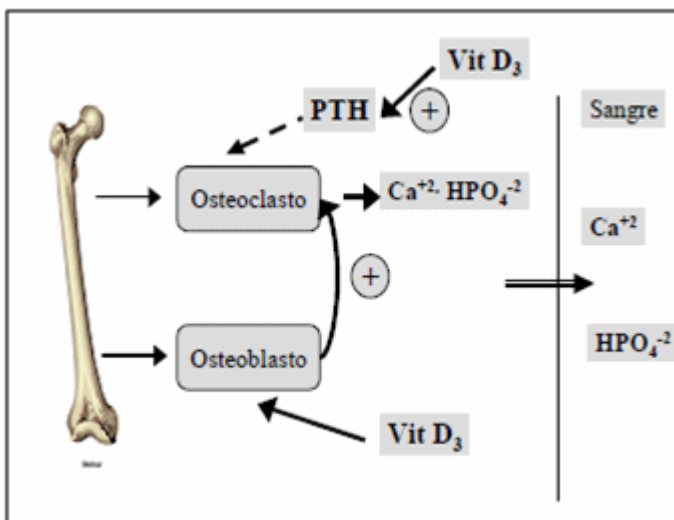 Vit D₃
PTH
+
Sangre
Osteoclasto
Ca⁺²· HPO₄⁻²
Ca⁺²
+
HPO₄⁻²
Osteoblasto
Vit D₃